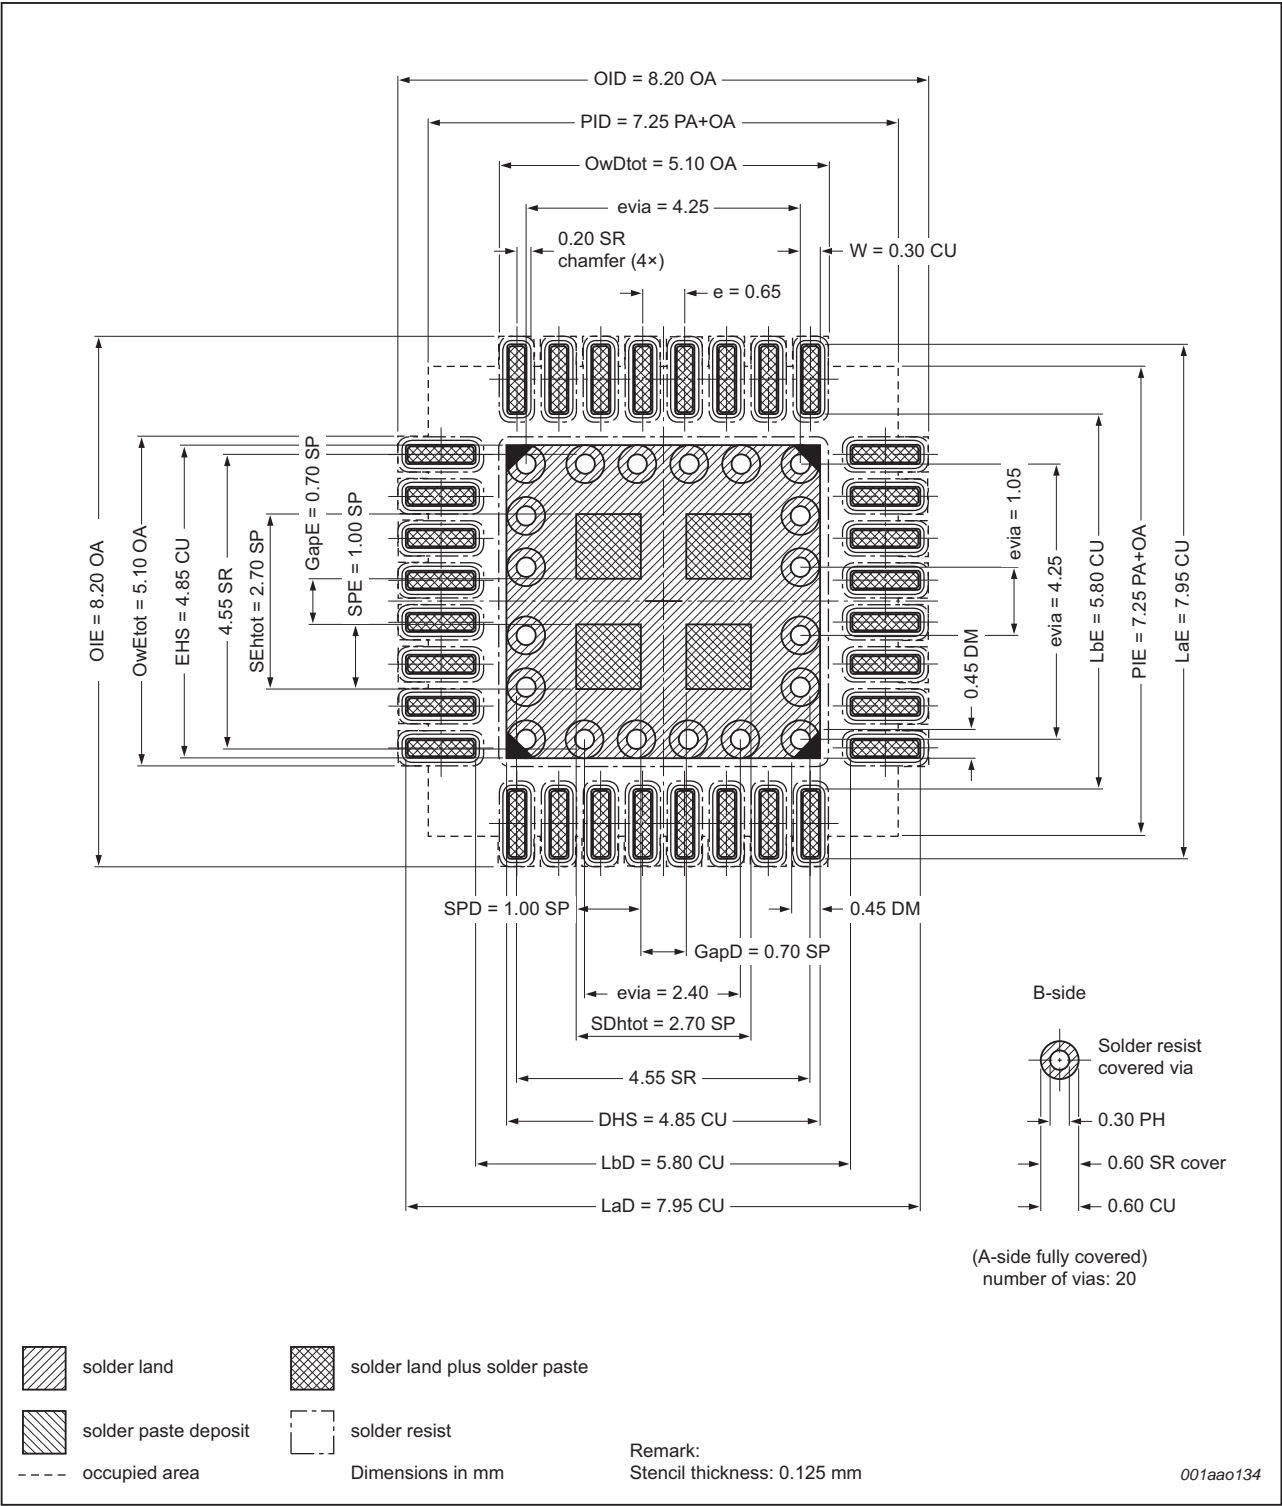 OID = 8.20 OA
PID = 7.25 PA+OA
OwDtot = 5.10 OA
evia = 4.25
0.20 SR
chamfer (4×)
W = 0.30 CU
e = 0.65
OIE = 8.20 OA
OwEtot = 5.10 OA
EHS = 4.85 CU
4.55 SR
SEhtot = 2.70 SP
GapE = 0.70 SP
SPE = 1.00 SP
evia = 1.05
0.45 DM
evia = 4.25
LbE = 5.80 CU
PIE = 7.25 PA+OA
LaE = 7.95 CU
SPD = 1.00 SP
0.45 DM
GapD = 0.70 SP
evia = 2.40
SDhtot = 2.70 SP
4.55 SR
DHS = 4.85 CU
LbD = 5.80 CU
LaD = 7.95 CU
B-side
Solder resist
covered via
0.30 PH
0.60 SR cover
0.60 CU
(A-side fully covered)
number of vias: 20
solder land
solder land plus solder paste
solder paste deposit
solder resist
occupied area
Dimensions in mm
Remark:
Stencil thickness: 0.125 mm
001aao134